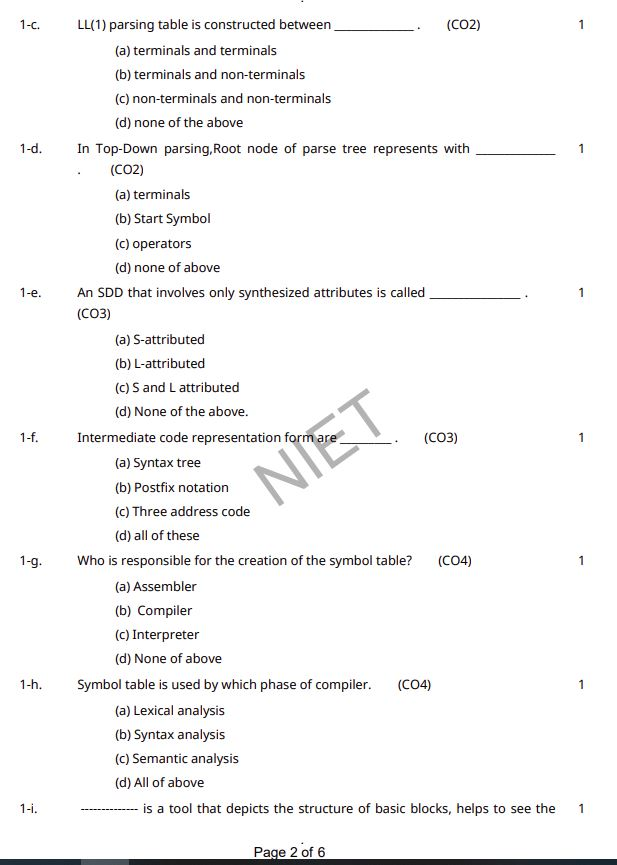 1-c. LL(1) parsing table is constructed between _____________ . (CO2) 1
(a) terminals and terminals
(b) terminals and non-terminals
(c) non-terminals and non-terminals
(d) none of the above
1-d. In Top-Down parsing,Root node of parse tree represents with _____________ 1
. (CO2)
(a) terminals
(b) Start Symbol
(c) operators
(d) none of above
1-e. An SDD that involves only synthesized attributes is called _______________ . 1
(CO3)
(a) S-attributed
(b) L-attributed
(c) S and L attributed
(d) None of the above.
1-f. Intermediate code representation form are ________ . (CO3) 1
(a) Syntax tree
(b) Postfix notation
(c) Three address code
(d) all of these
NIET
1-g. Who is responsible for the creation of the symbol table? (CO4) 1
(a) Assembler
(b) Compiler
(c) Interpreter
(d) None of above
1-h. Symbol table is used by which phase of compiler. (CO4) 1
(a) Lexical analysis
(b) Syntax analysis
(c) Semantic analysis
(d) All of above
1-i. -------------- is a tool that depicts the structure of basic blocks, helps to see the 1
Page 2 of 6